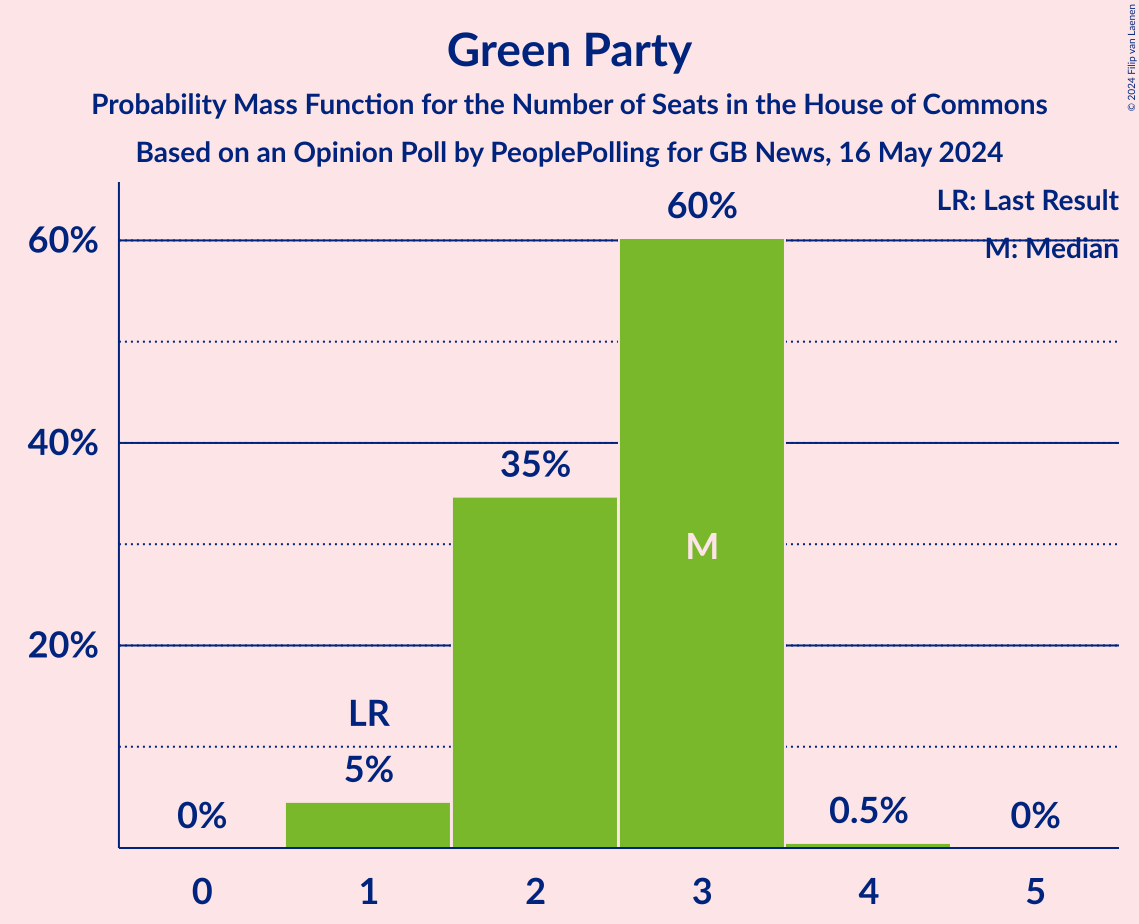 Green Party
Probability Mass Function for the Number of Seats in the House of Commons
Based on an Opinion Poll by PeoplePolling for GB News, 16 May 2024
© 2024 Filip van Laenen
LR: Last Result
M: Median
60%
40%
20%
0%
LR
5%
35%
60%
M
0.5%
0%
0 1 2 3 4 5